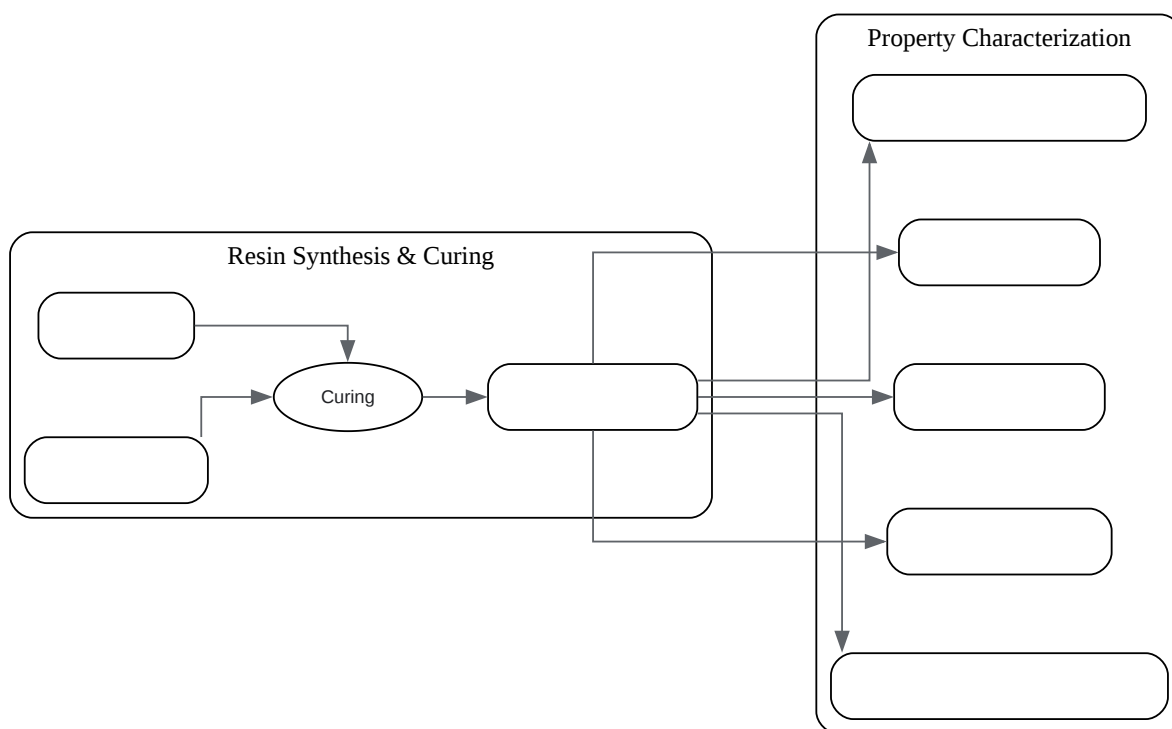 Property Characterization
Resin Synthesis & Curing
Curing